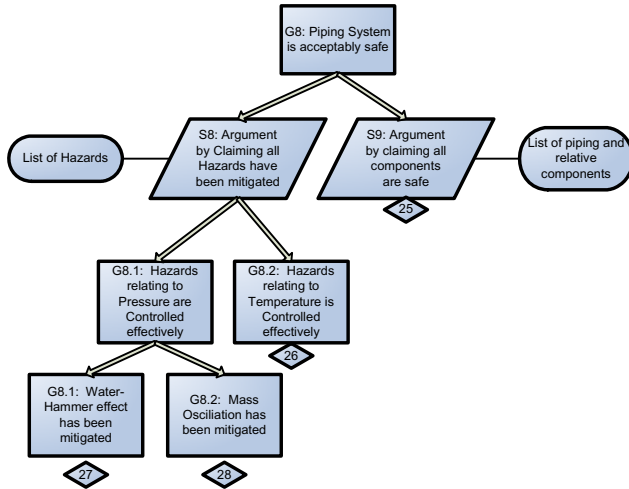 G8: Piping System
is acceptably safe
S8: Argument
by Claiming all
Hazards have
been mitigated
S9: Argument
by claiming all
components
are safe
List of Hazards
List of piping and
relative
components
25
G8.1: Hazards
relating to
Pressure are
Controlled
effectively
G8.2: Hazards
relating to
Temperature is
Controlled
effectively
26
G8.1: Water-
Hammer effect
has been
mitigated
G8.2: Mass
Osciliation has
been mitigated
27
28